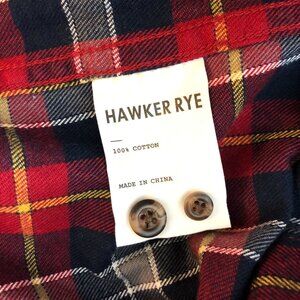 HAWKER RYE
100% COTTON
MADE IN CHINA